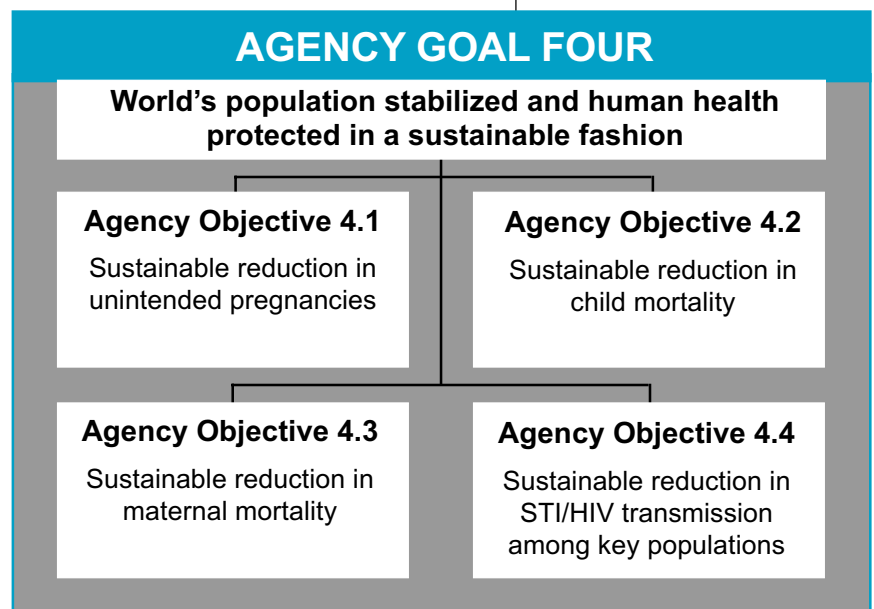 AGENCY GOAL FOUR
World's population stabilized and human health
protected in a sustainable fashion
Agency Objective 4.1
Sustainable reduction in
unintended pregnancies
Agency Objective 4.2
Sustainable reduction in
child mortality
Agency Objective 4.3
Sustainable reduction in
maternal mortality
Agency Objective 4.4
Sustainable reduction in
STI/HIV transmission
among key populations